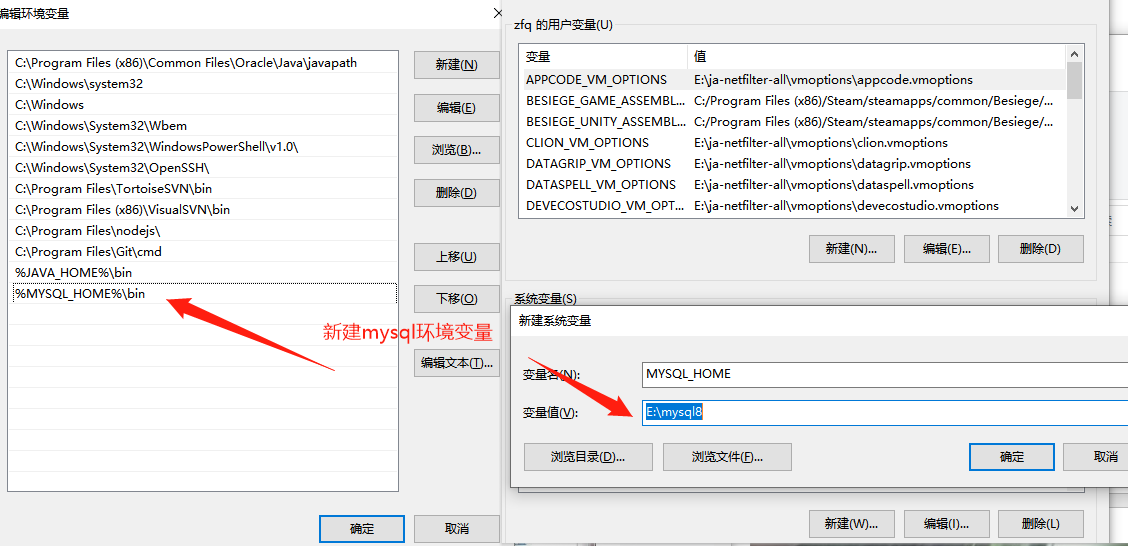 编辑环境变量
C:\Program Files (x86)\Common Files\Oracle\Java\javapath
C:\Windows\system32
C:\Windows
C:\Windows\System32\Wbem
C:\Windows\System32\WindowsPowerShell\v1.0\
C:\Windows\System32\OpenSSH\
C:\Program Files\TortoiseSVN\bin
C:\Program Files (x86)\VisualSVN\bin
C:\Program Files\nodejs\
C:\Program Files\Git\cmd
%JAVA_HOME%\bin
%MYSQL_HOME%\bin
新建(N)
编辑(E)
浏览(B)...
删除(D)
上移(U)
下移(O)
编辑文本(T)...
确定
取消
新建mysql环境变量
zfq 的用户变量(U)
变量 值
APPCODE_VM_OPTIONS E:\ja-netfilter-all\vmoptions\appcode.vmoptions
BESIEGE_GAME_ASSEMBL... C:/Program Files (x86)/Steam/steamapps/common/Besiege/...
BESIEGE_UNITY_ASSEMBL... C:/Program Files (x86)/Steam/steamapps/common/Besiege/...
CLION_VM_OPTIONS E:\ja-netfilter-all\vmoptions\clion.vmoptions
DATAGRIP_VM_OPTIONS E:\ja-netfilter-all\vmoptions\datagrip.vmoptions
DATASPELL_VM_OPTIONS E:\ja-netfilter-all\vmoptions\dataspell.vmoptions
DEVECOSTUDIO_VM_OPT... E:\ja-netfilter-all\vmoptions\devecostudio.vmoptions
新建(N)... 编辑(E)... 删除(D)
系统变量(S)
新建系统变量
变量名(N): MYSQL_HOME
变量值(V): E:\mysql8
浏览目录(D)... 浏览文件(F)... 确定 取消
新建(W)... 编辑(I)... 删除(L)